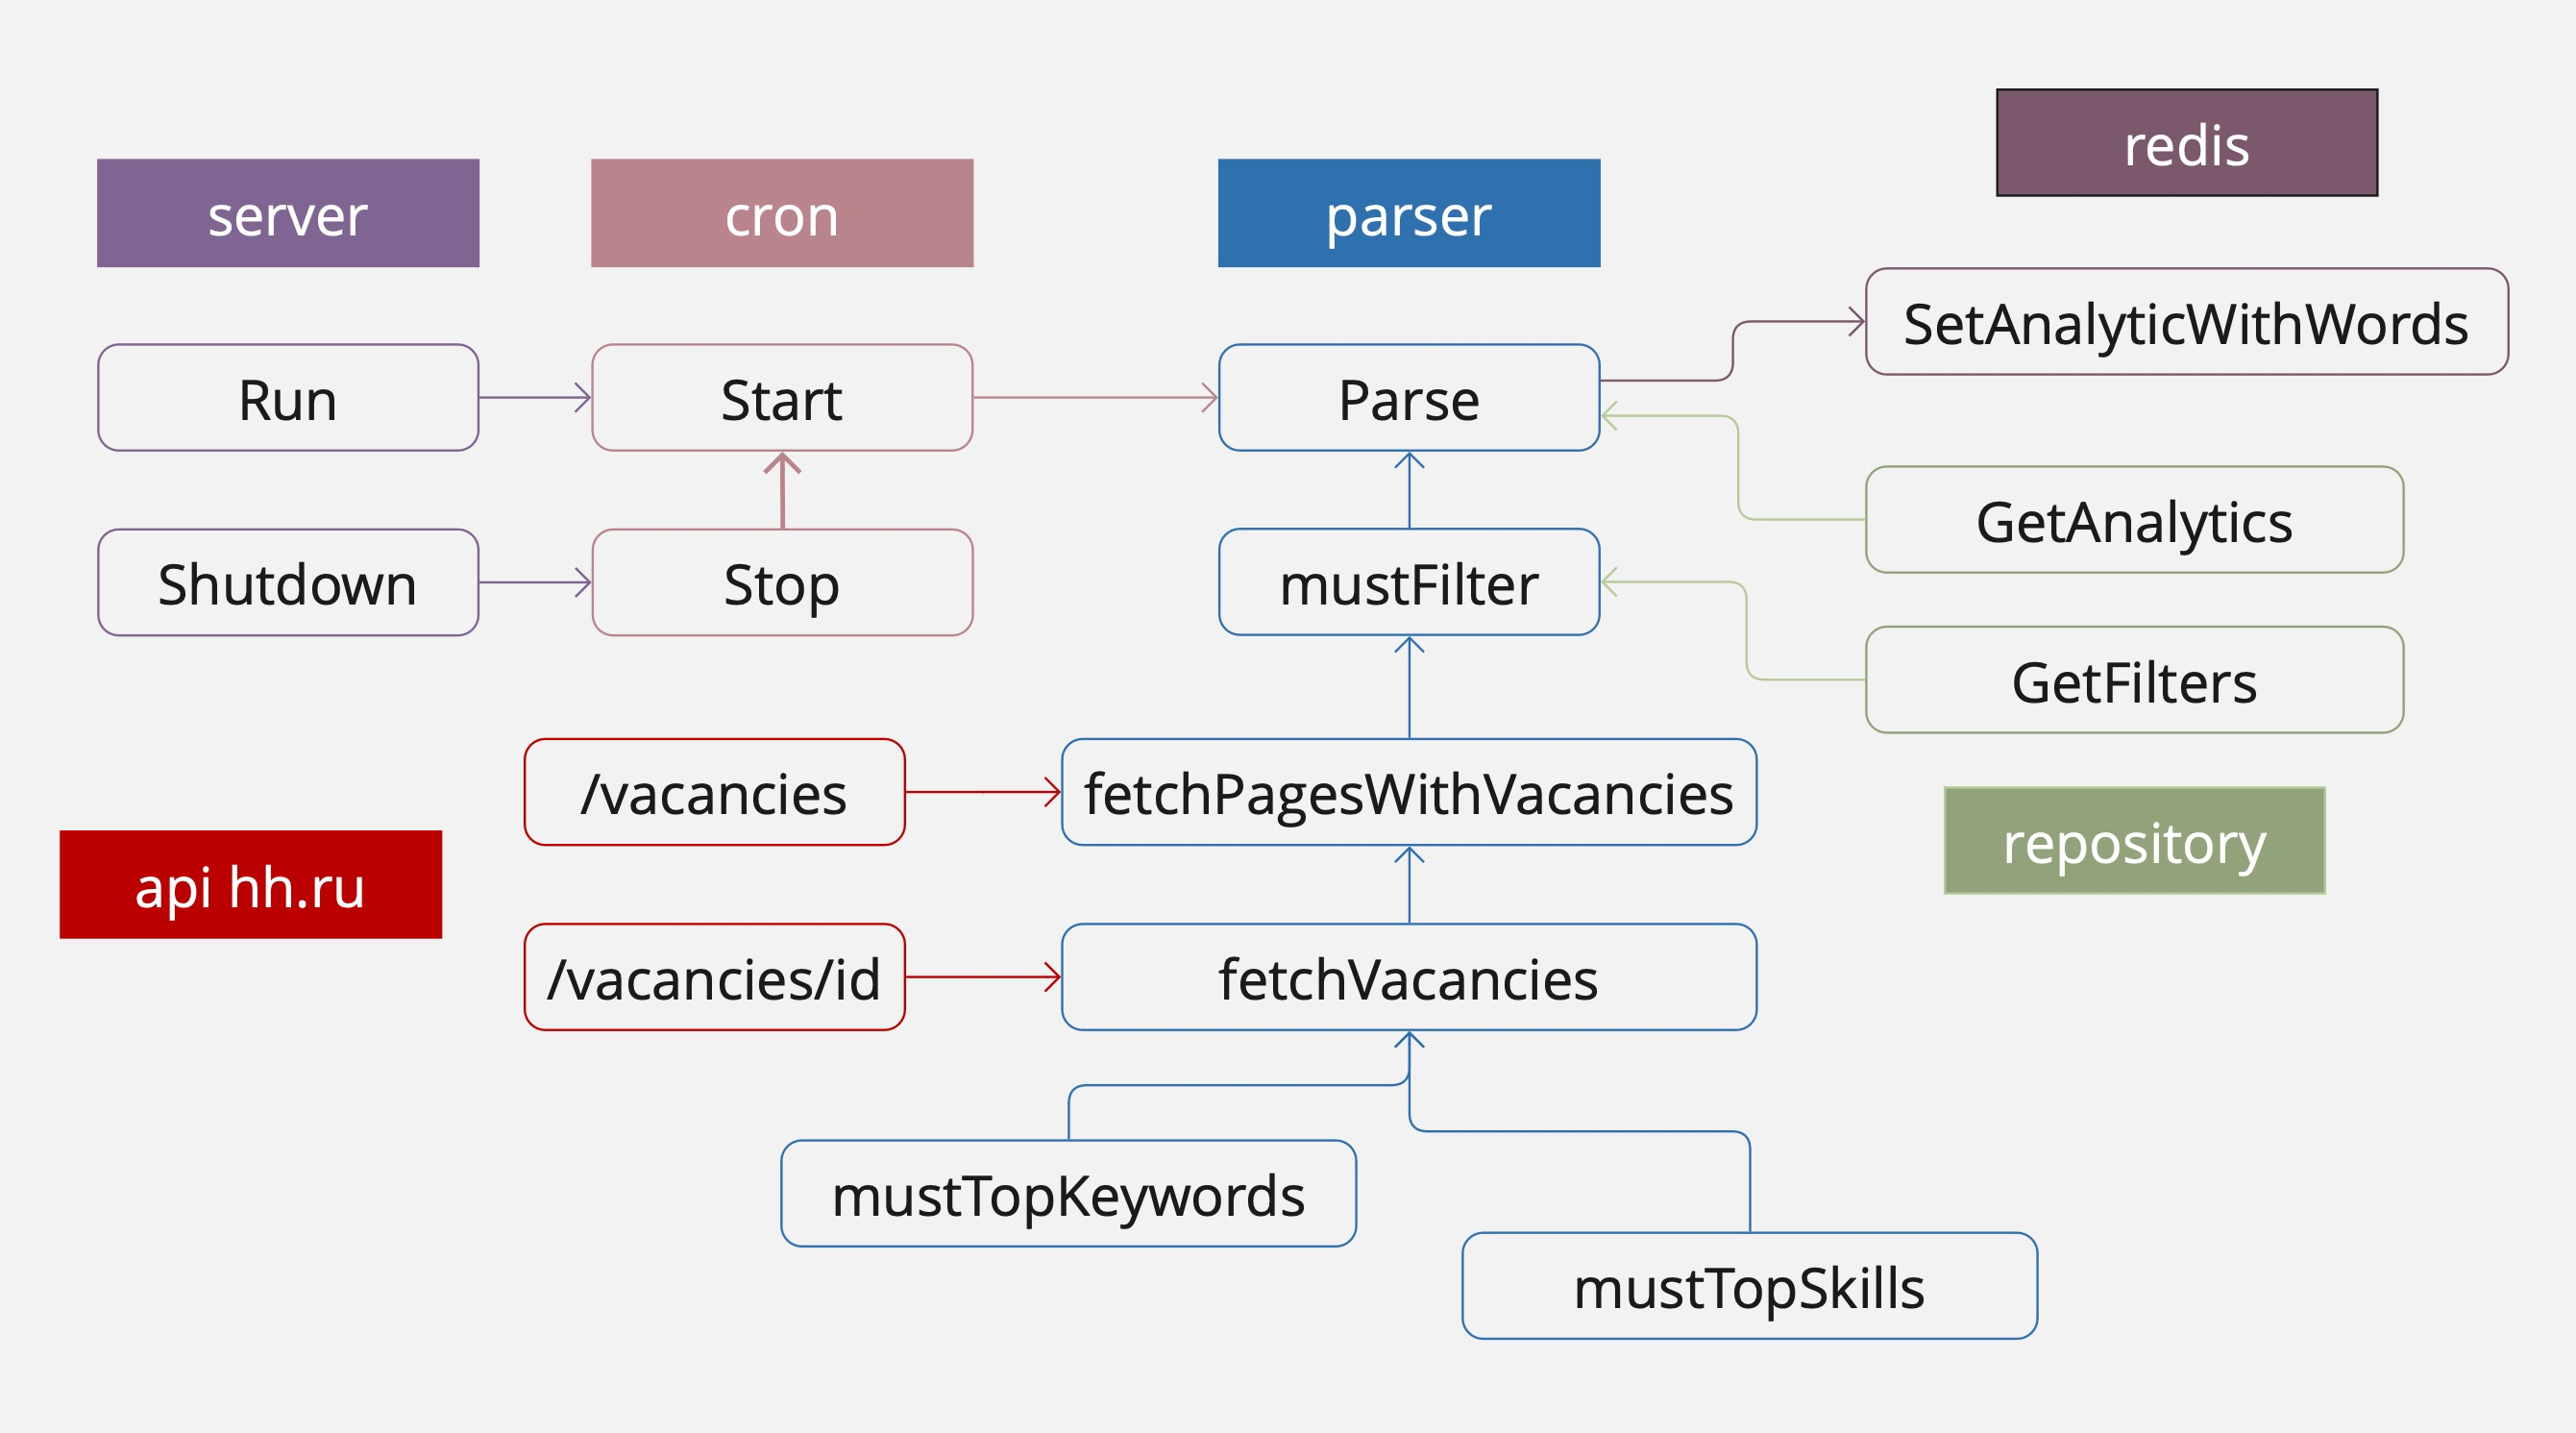 redis
server
cron
parser
SetAnalyticWithWords
Run
Start
Parse
GetAnalytics
Shutdown
Stop
mustFilter
GetFilters
/vacancies
fetchPagesWithVacancies
repository
api hh.ru
/vacancies/id
fetchVacancies
mustTopKeywords
mustTopSkills